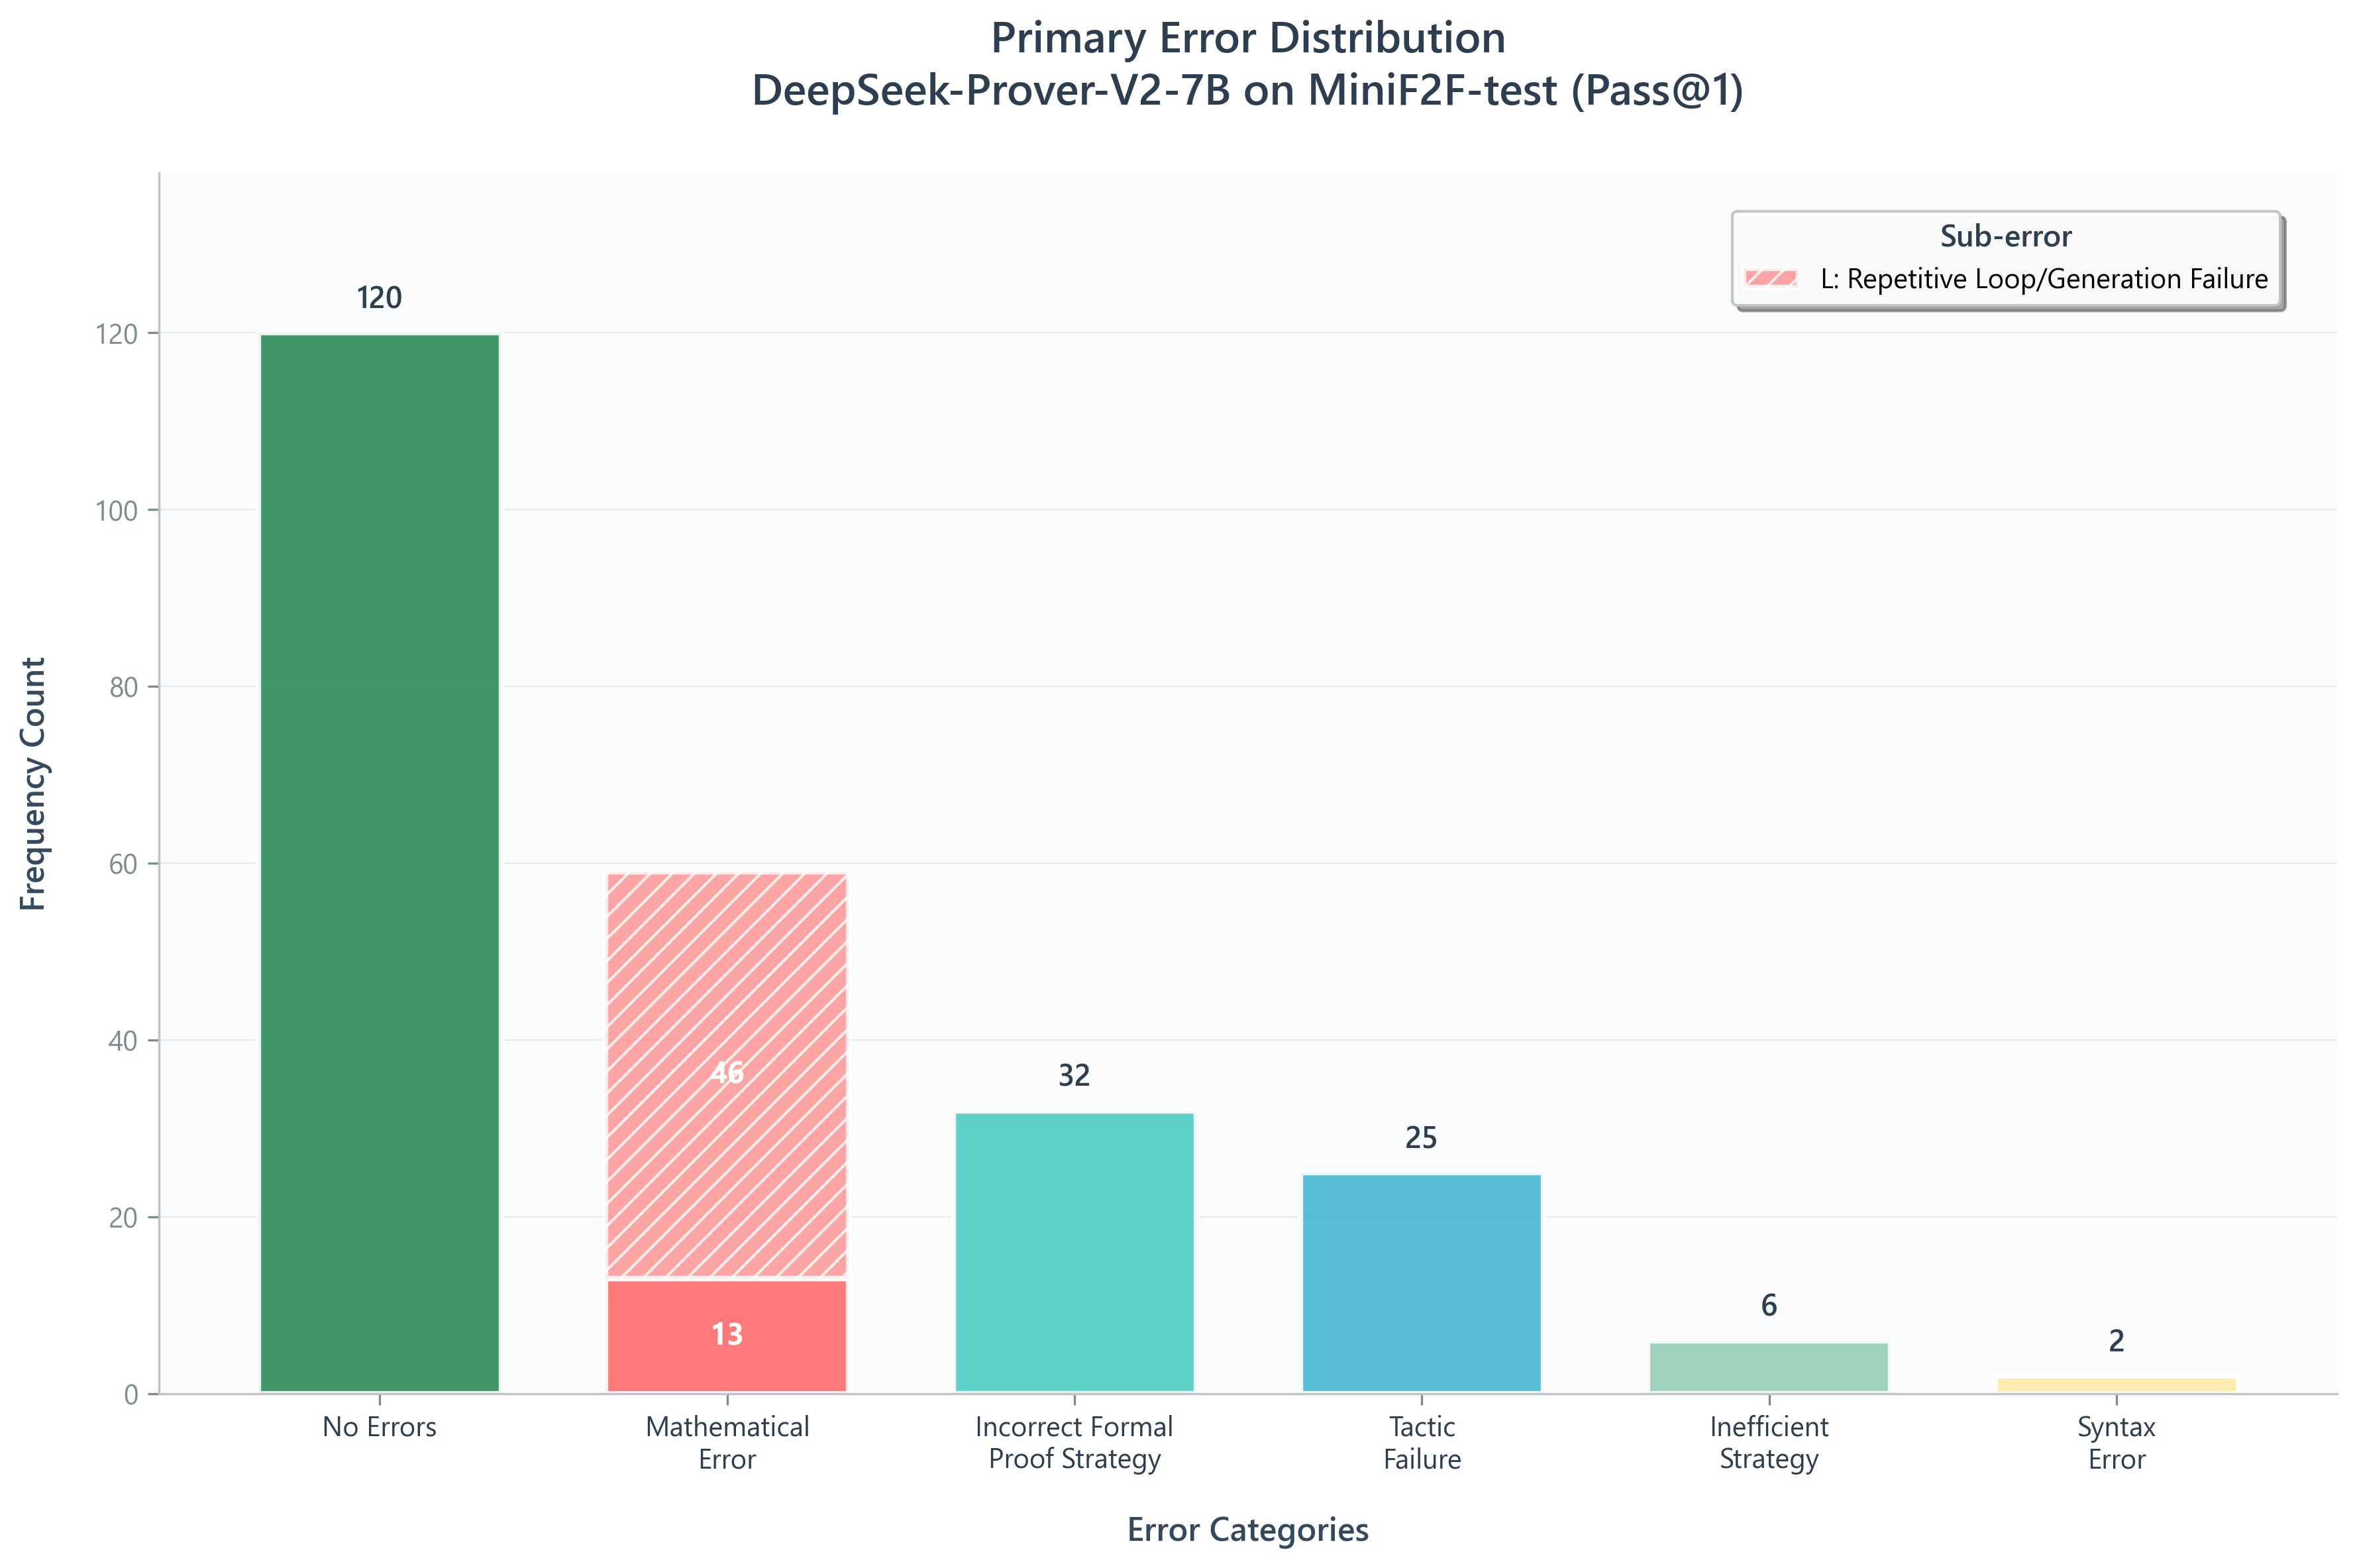 Primary Error Distribution
DeepSeek-Prover-V2-7B on MiniF2F-test (Pass@1)
Sub-error
L: Repetitive Loop/Generation Failure
Frequency Count
120
100
80
60
40
20
0
120
46
13
32
25
6
2
No Errors
Mathematical
Error
Incorrect Formal
Proof Strategy
Tactic
Failure
Inefficient
Strategy
Syntax
Error
Error Categories